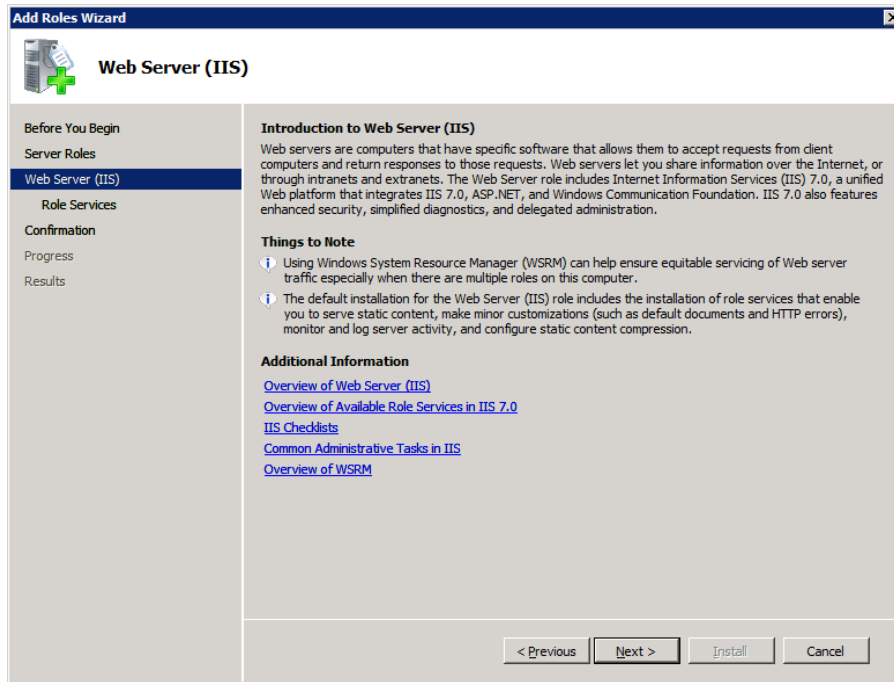 Add Roles Wizard
Web Server (IIS)
Before You Begin
Server Roles
Web Server (IIS)
Role Services
Confirmation
Progress
Results
Introduction to Web Server (IIS)
Web servers are computers that have specific software that allows them to accept requests from client
computers and return responses to those requests. Web servers let you share information over the Internet, or
through intranets and extranets. The Web Server role includes Internet Information Services (IIS) 7.0, a unified
Web platform that integrates IIS 7.0, ASP.NET, and Windows Communication Foundation. IIS 7.0 also features
enhanced security, simplified diagnostics, and delegated administration.
Things to Note
Using Windows System Resource Manager (WSRM) can help ensure equitable servicing of Web server
traffic especially when there are multiple roles on this computer.
The default installation for the Web Server (IIS) role includes the installation of role services that enable
you to serve static content, make minor customizations (such as default documents and HTTP errors),
monitor and log server activity, and configure static content compression.
Additional Information
Overview of Web Server (IIS)
Overview of Available Role Services in IIS 7.0
IIS Checklists
Common Administrative Tasks in IIS
Overview of WSRM
< Previous Next > Install Cancel